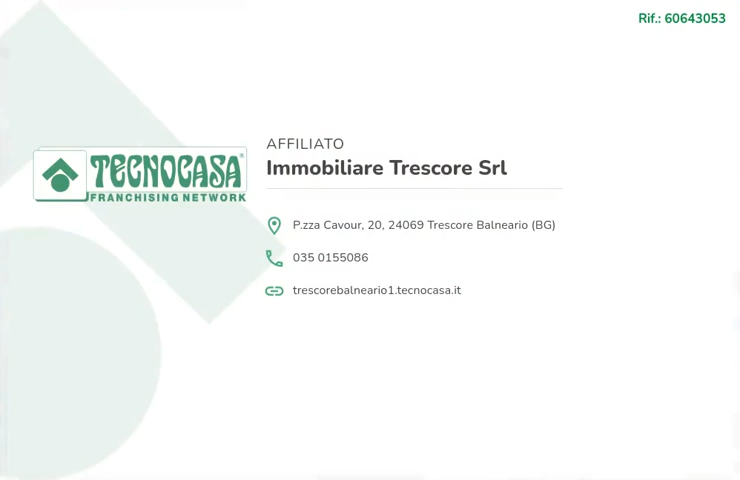 Rif.: 60643053
AFFILIATO
Immobiliare Trescore Srl
TECNOCASA®
FRANCHISING NETWORK
P.zza Cavour, 20, 24069 Trescore Balneario (BG)
035 0155086
trescorebalneario1.tecnocasa.it